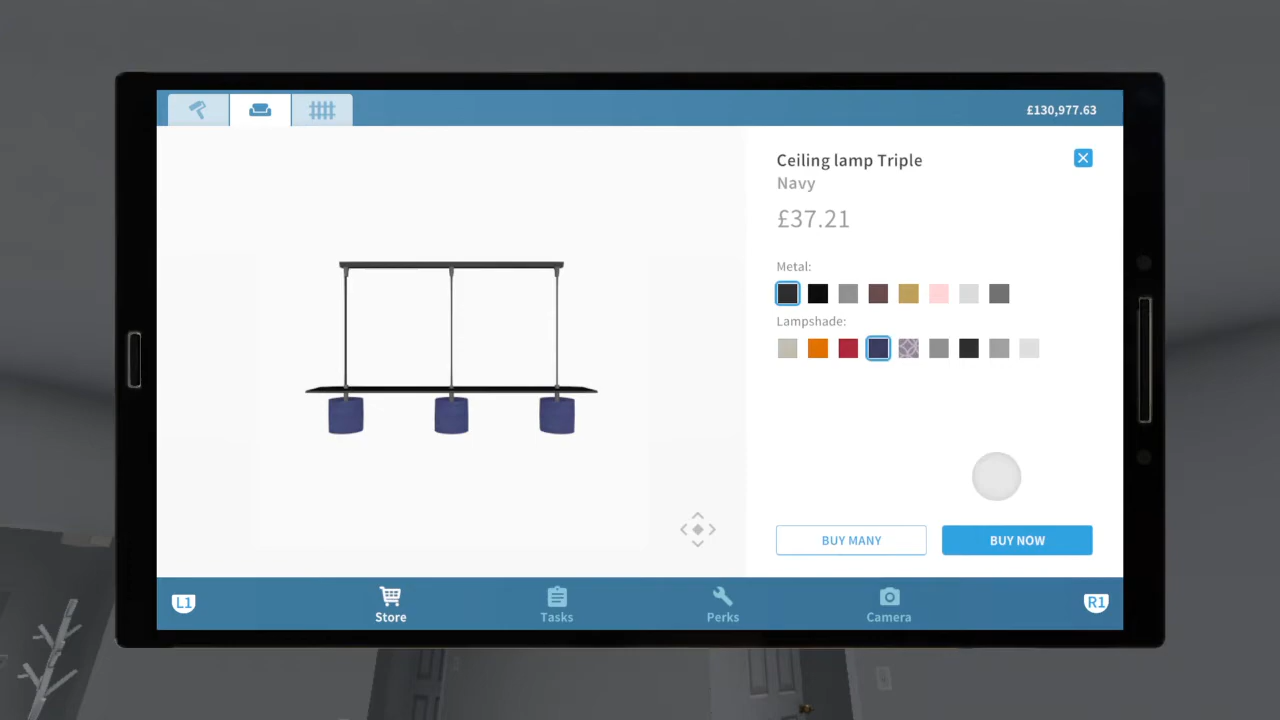 £130,977.63
Ceiling lamp Triple
Navy
£37.21
Metal:
Lampshade:
BUY MANY
BUY NOW
L1
Store
Tasks
Perks
Camera
R1